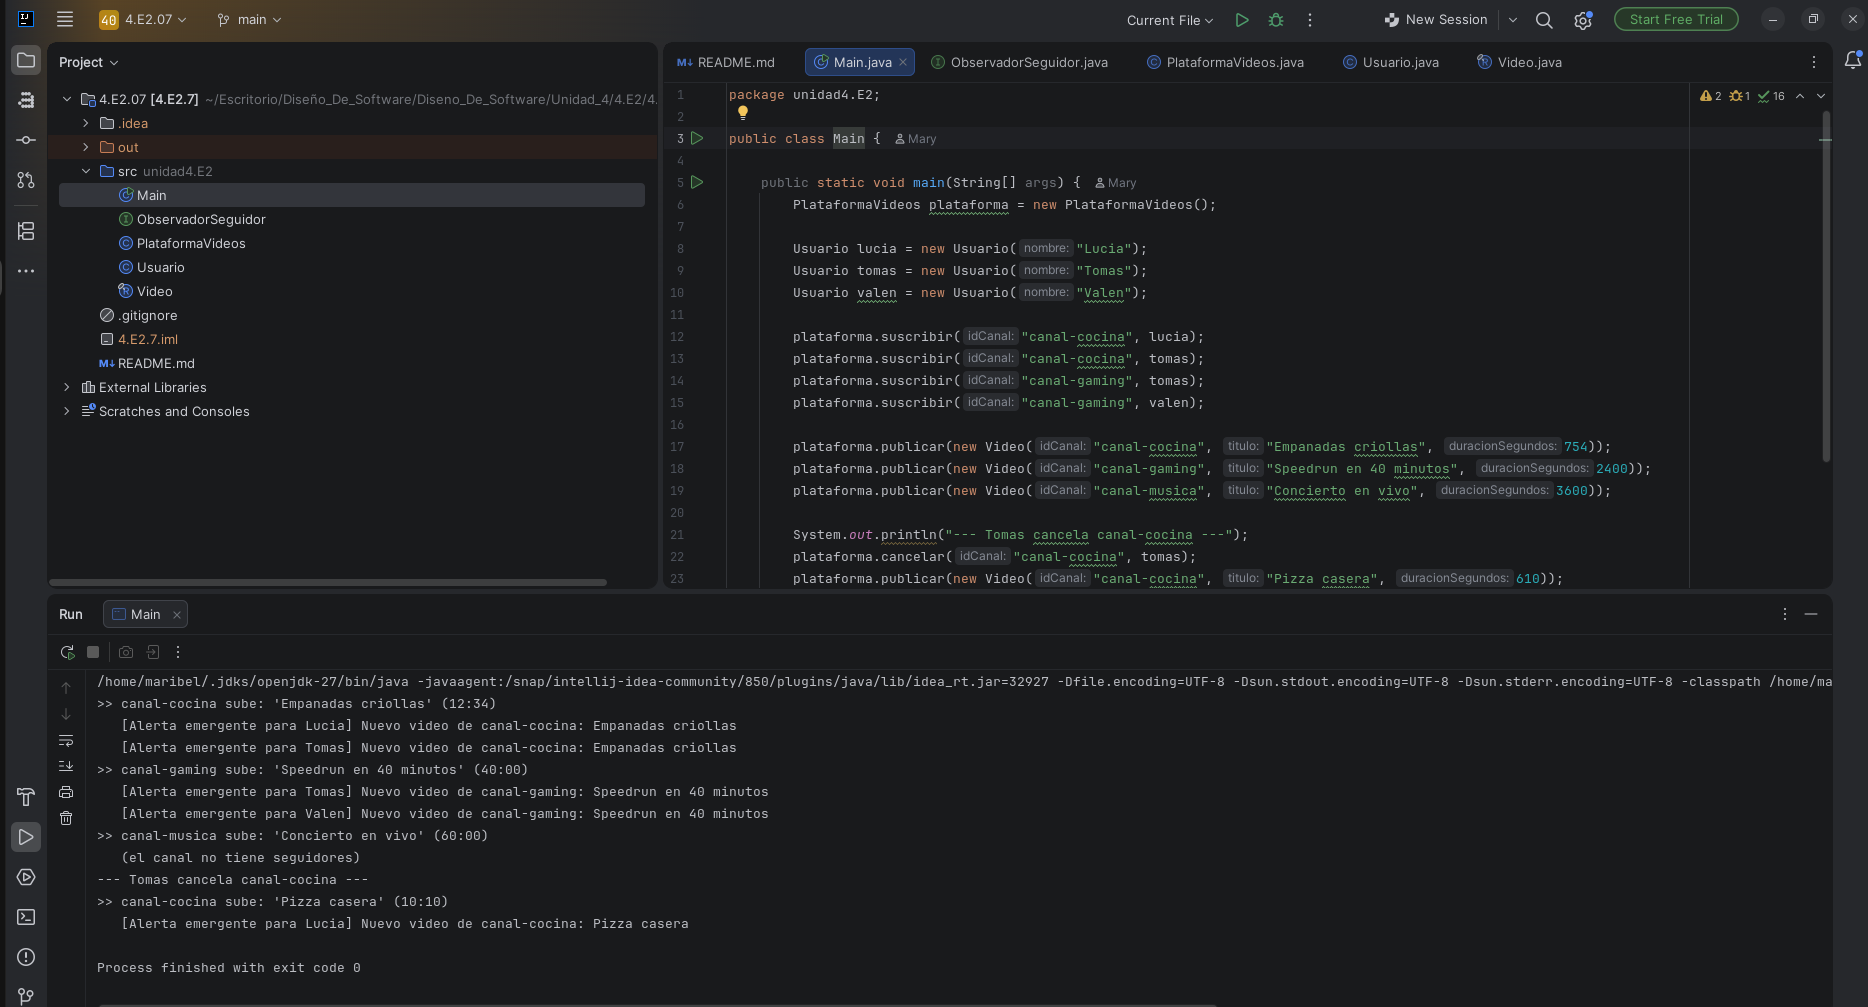 40 4.E2.07 main Current File New Session Start Free Trial
Project
4.E2.07 [4.E2.7] ~/Escritorio/Diseño_De_Software/Diseno_De_Software/Unidad_4/4.E2/4.
.idea
out
src unidad4.E2
Main
ObservadorSeguidor
PlataformaVideos
Usuario
Video
.gitignore
4.E2.7.iml
README.md
External Libraries
Scratches and Consoles
README.md Main.java ObservadorSeguidor.java PlataformaVideos.java Usuario.java Video.java
2 1 16
1 package unidad4.E2;
2
3 public class Main { Mary
4
5 public static void main(String[] args) { Mary
6 PlataformaVideos plataforma = new PlataformaVideos();
7
8 Usuario lucia = new Usuario( nombre: "Lucia");
9 Usuario tomas = new Usuario( nombre: "Tomas");
10 Usuario valen = new Usuario( nombre: "Valen");
11
12 plataforma.suscribir( idCanal: "canal-cocina", lucia);
13 plataforma.suscribir( idCanal: "canal-cocina", tomas);
14 plataforma.suscribir( idCanal: "canal-gaming", tomas);
15 plataforma.suscribir( idCanal: "canal-gaming", valen);
16
17 plataforma.publicar(new Video( idCanal: "canal-cocina", titulo: "Empanadas criollas", duracionSegundos: 754));
18 plataforma.publicar(new Video( idCanal: "canal-gaming", titulo: "Speedrun en 40 minutos", duracionSegundos: 2400));
19 plataforma.publicar(new Video( idCanal: "canal-musica", titulo: "Concierto en vivo", duracionSegundos: 3600));
20
21 System.out.println("--- Tomas cancela canal-cocina ---");
22 plataforma.cancelar( idCanal: "canal-cocina", tomas);
23 plataforma.publicar(new Video( idCanal: "canal-cocina", titulo: "Pizza casera", duracionSegundos: 610));
Run Main
/home/maribel/.jdks/openjdk-27/bin/java -javaagent:/snap/intellij-idea-community/850/plugins/java/lib/idea_rt.jar=32927 -Dfile.encoding=UTF-8 -Dsun.stdout.encoding=UTF-8 -Dsun.stderr.encoding=UTF-8 -classpath /home/ma
>> canal-cocina sube: 'Empanadas criollas' (12:34)
[Alerta emergente para Lucia] Nuevo video de canal-cocina: Empanadas criollas
[Alerta emergente para Tomas] Nuevo video de canal-cocina: Empanadas criollas
>> canal-gaming sube: 'Speedrun en 40 minutos' (40:00)
[Alerta emergente para Tomas] Nuevo video de canal-gaming: Speedrun en 40 minutos
[Alerta emergente para Valen] Nuevo video de canal-gaming: Speedrun en 40 minutos
>> canal-musica sube: 'Concierto en vivo' (60:00)
(el canal no tiene seguidores)
--- Tomas cancela canal-cocina ---
>> canal-cocina sube: 'Pizza casera' (10:10)
[Alerta emergente para Lucia] Nuevo video de canal-cocina: Pizza casera
Process finished with exit code 0